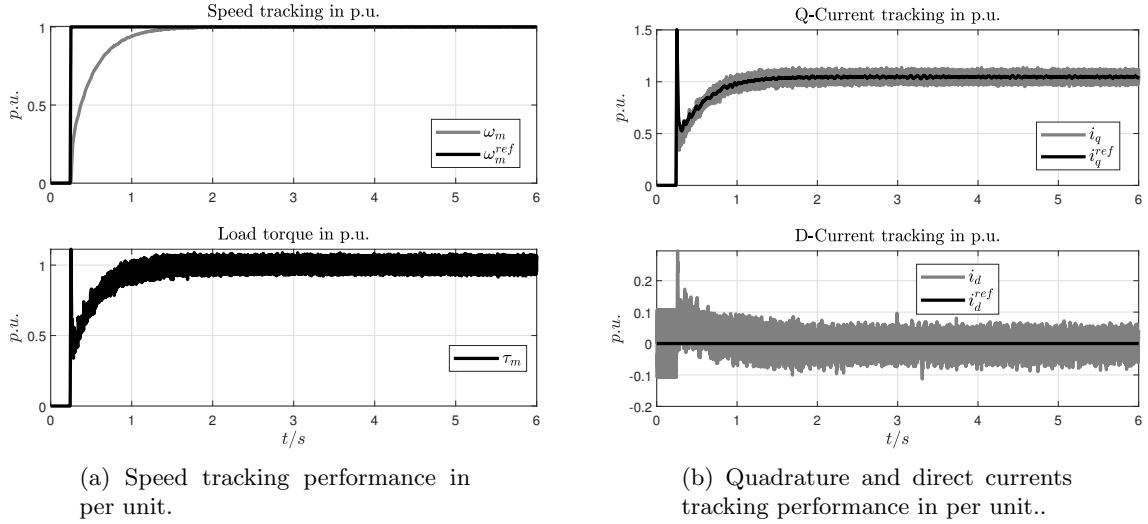 Speed tracking in p.u.
1
0.5
0
p.u.
ω_m
ω_m^ref
0 1 2 3 4 5 6
Load torque in p.u.
1
0.5
0
p.u.
τ_m
0 1 2 3 4 5 6
t/s
(a) Speed tracking performance in
per unit.
Q-Current tracking in p.u.
1.5
1.0
0.5
0
p.u.
i_q
i_q^ref
0 1 2 3 4 5 6
D-Current tracking in p.u.
0.2
0.1
0
-0.1
-0.2
p.u.
i_d
i_d^ref
0 1 2 3 4 5 6
t/s
(b) Quadrature and direct currents
tracking performance in per unit..